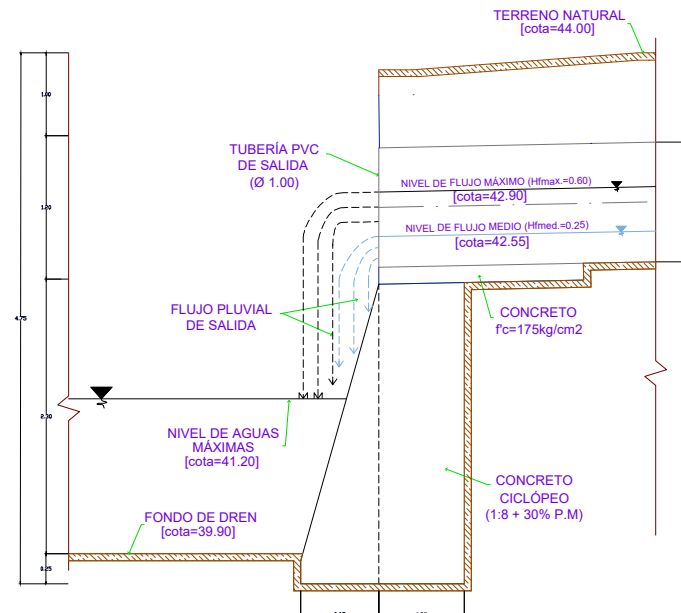 TERRENO NATURAL
[cota=44.00]
1.00
TUBERÍA PVC
DE SALIDA
(Ø 1.00)
NIVEL DE FLUJO MÁXIMO (Hfmax.=0.60)
[cota=42.90]
1.20
NIVEL DE FLUJO MEDIO (Hfmed.=0.25)
[cota=42.55]
FLUJO PLUVIAL
DE SALIDA
CONCRETO
f'c=175kg/cm2
4.75
2.30
NIVEL DE AGUAS
MÁXIMAS
[cota=41.20]
CONCRETO
CICLÓPEO
(1:8 + 30% P.M)
FONDO DE DREN
[cota=39.90]
0.25